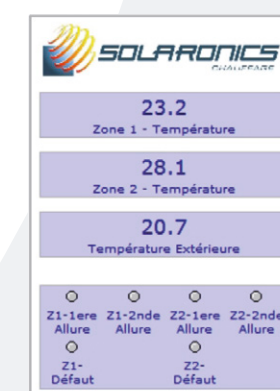 SOLARONICS
CHAUFFAGE
23.2
Zone 1 - Température
28.1
Zone 2 - Température
20.7
Température Extérieure
Z1-1ere Z1-2nde Z2-1ere Z2-2nde
Allure Allure Allure Allure
Z1- Z2-
Défaut Défaut